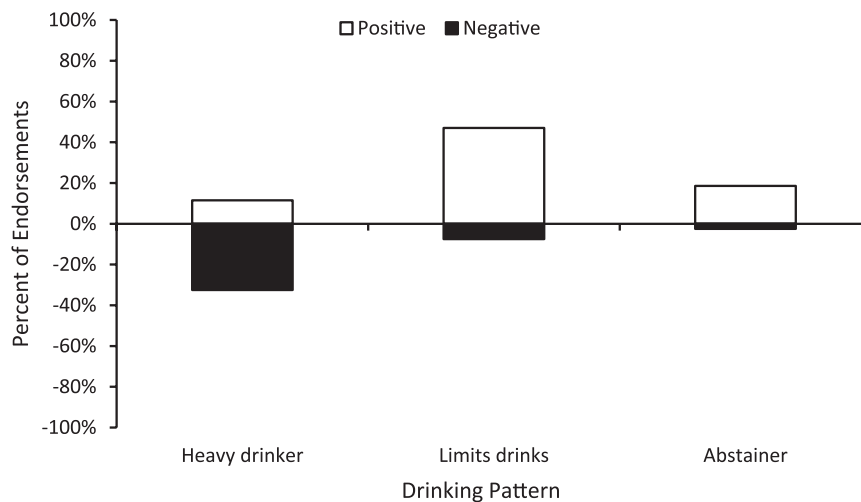 Positive Negative
100%
80%
60%
40%
20%
0%
-20%
-40%
-60%
-80%
-100%
Percent of Endorsements
Heavy drinker Limits drinks Abstainer
Drinking Pattern